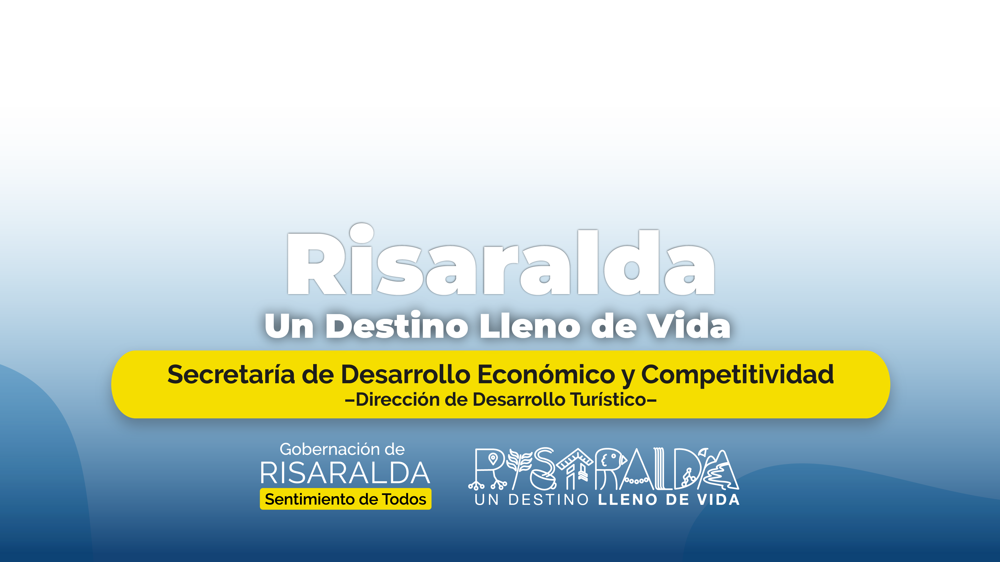 Risaralda
Un Destino Lleno de Vida
Secretaría de Desarrollo Económico y Competitividad
–Dirección de Desarrollo Turístico–
Gobernación de
RISARALDA
Sentimiento de Todos
RISARALDA
UN DESTINO LLENO DE VIDA